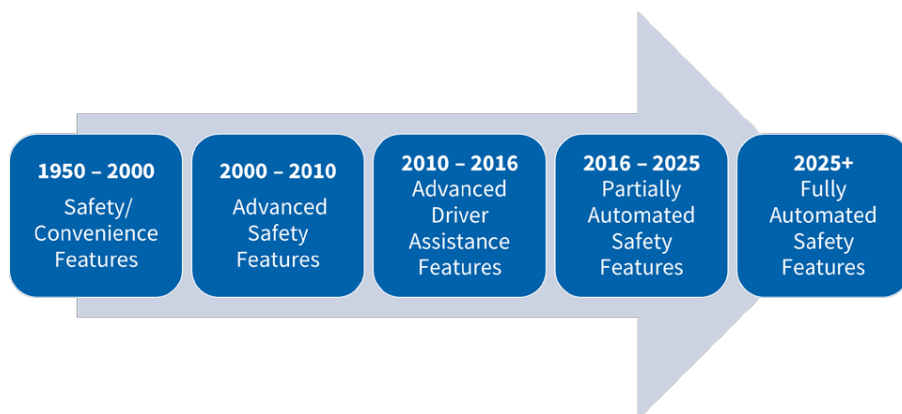 1950 – 2000
Safety/
Convenience
Features
2000 – 2010
Advanced
Safety
Features
2010 – 2016
Advanced
Driver
Assistance
Features
2016 – 2025
Partially
Automated
Safety
Features
2025+
Fully
Automated
Safety
Features